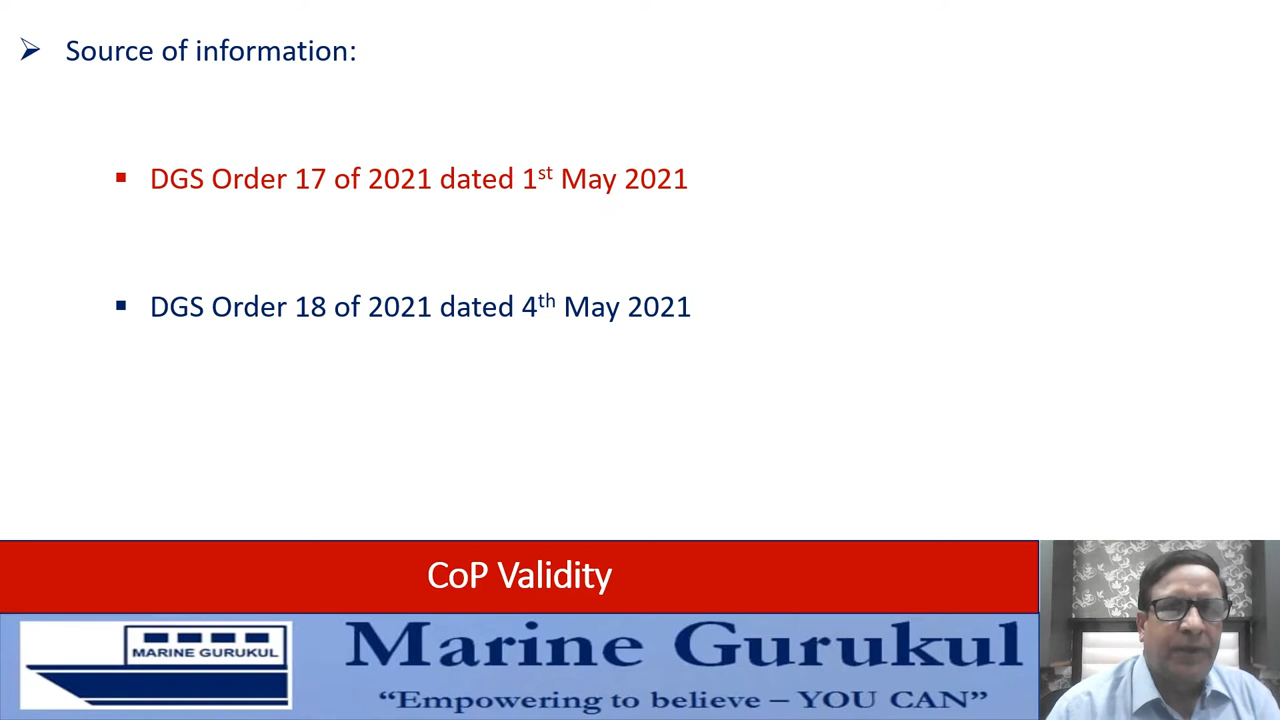 Source of information:
DGS Order 17 of 2021 dated 1st May 2021
DGS Order 18 of 2021 dated 4th May 2021
CoP Validity
MARINE GURUKUL
Marine Gurukul
“Empowering to believe – YOU CAN”